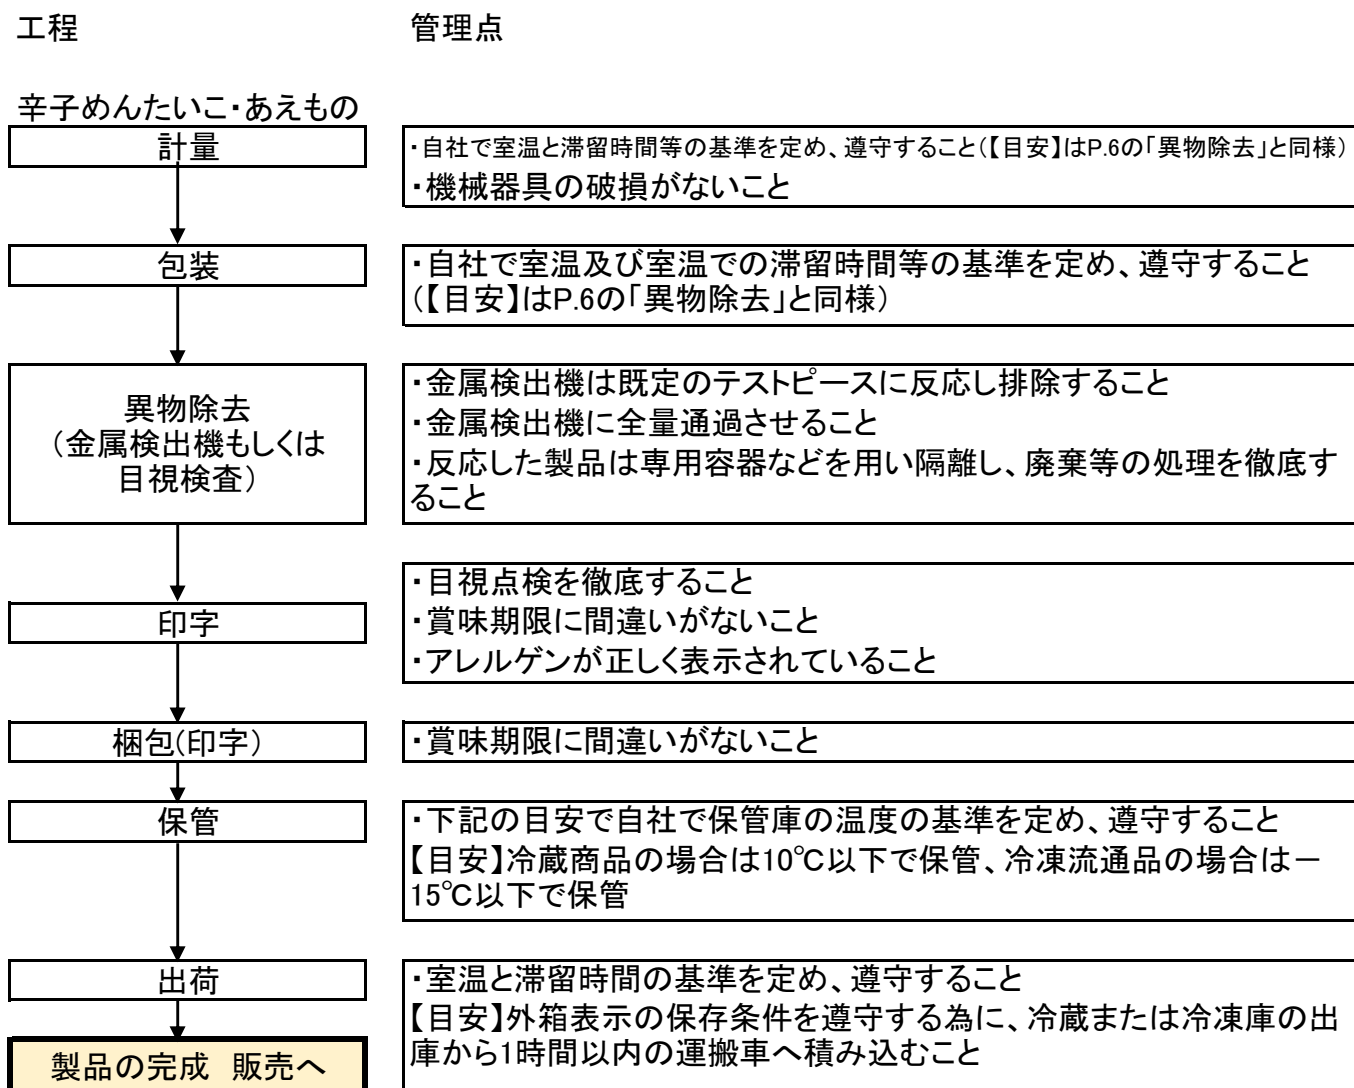 工程
管理点
辛子めんたいこ・あえもの
計量
・自社で室温と滞留時間等の基準を定め、遵守すること(【目安】はP.6の「異物除去」と同様)
・機械器具の破損がないこと
包装
・自社で室温及び室温での滞留時間等の基準を定め、遵守すること
(【目安】はP.6の「異物除去」と同様)
異物除去
(金属検出機もしくは
目視検査)
・金属検出機は既定のテストピースに反応し排除すること
・金属検出機に全量通過させること
・反応した製品は専用容器などを用い隔離し、廃棄等の処理を徹底す
ること
印字
・目視点検を徹底すること
・賞味期限に間違いがないこと
・アレルゲンが正しく表示されていること
梱包(印字)
・賞味期限に間違いがないこと
保管
・下記の目安で自社で保管庫の温度の基準を定め、遵守すること
【目安】冷蔵商品の場合は10℃以下で保管、冷凍流通品の場合は－
15℃以下で保管
出荷
・室温と滞留時間の基準を定め、遵守すること
【目安】外箱表示の保存条件を遵守する為に、冷蔵または冷凍庫の出
庫から1時間以内の運搬車へ積み込むこと
製品の完成 販売へ